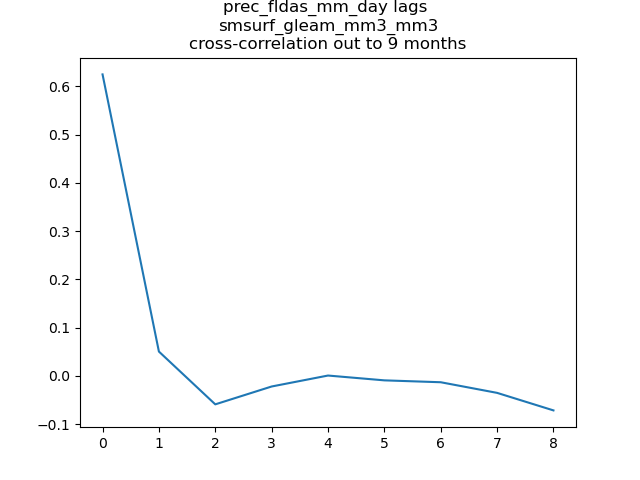 prec_fldas_mm_day lags
smsurf_gleam_mm3_mm3
cross-correlation out to 9 months
0.6
0.5
0.4
0.3
0.2
0.1
0.0
−0.1
0 1 2 3 4 5 6 7 8